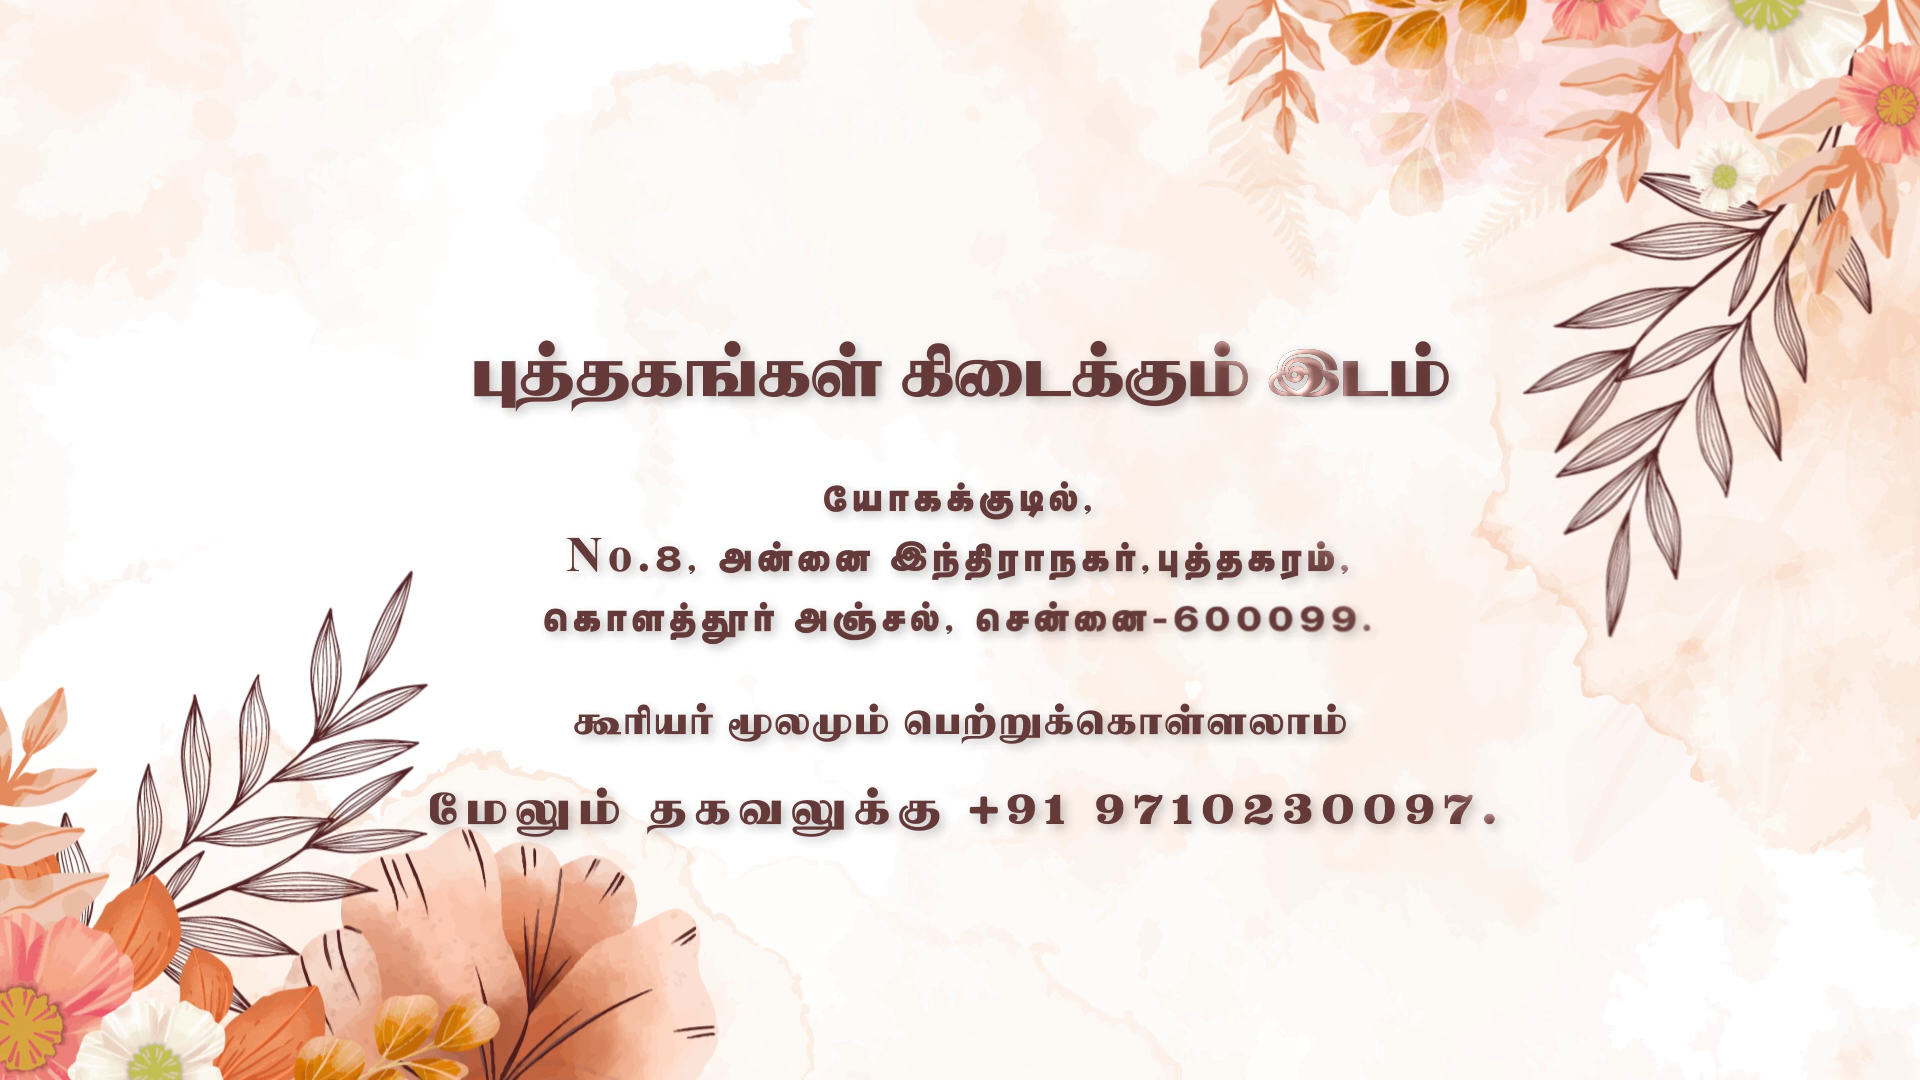 புத்தகங்கள் கிடைக்கும் இடம்
யோகக்குடில்,
No.8, அன்னை இந்திராநகர்,புத்தகரம்,
கொளத்தூர் அஞ்சல், சென்னை-600099.
கூரியர் மூலமும் பெற்றுக்கொள்ளலாம்
மேலும் தகவலுக்கு +91 9710230097.